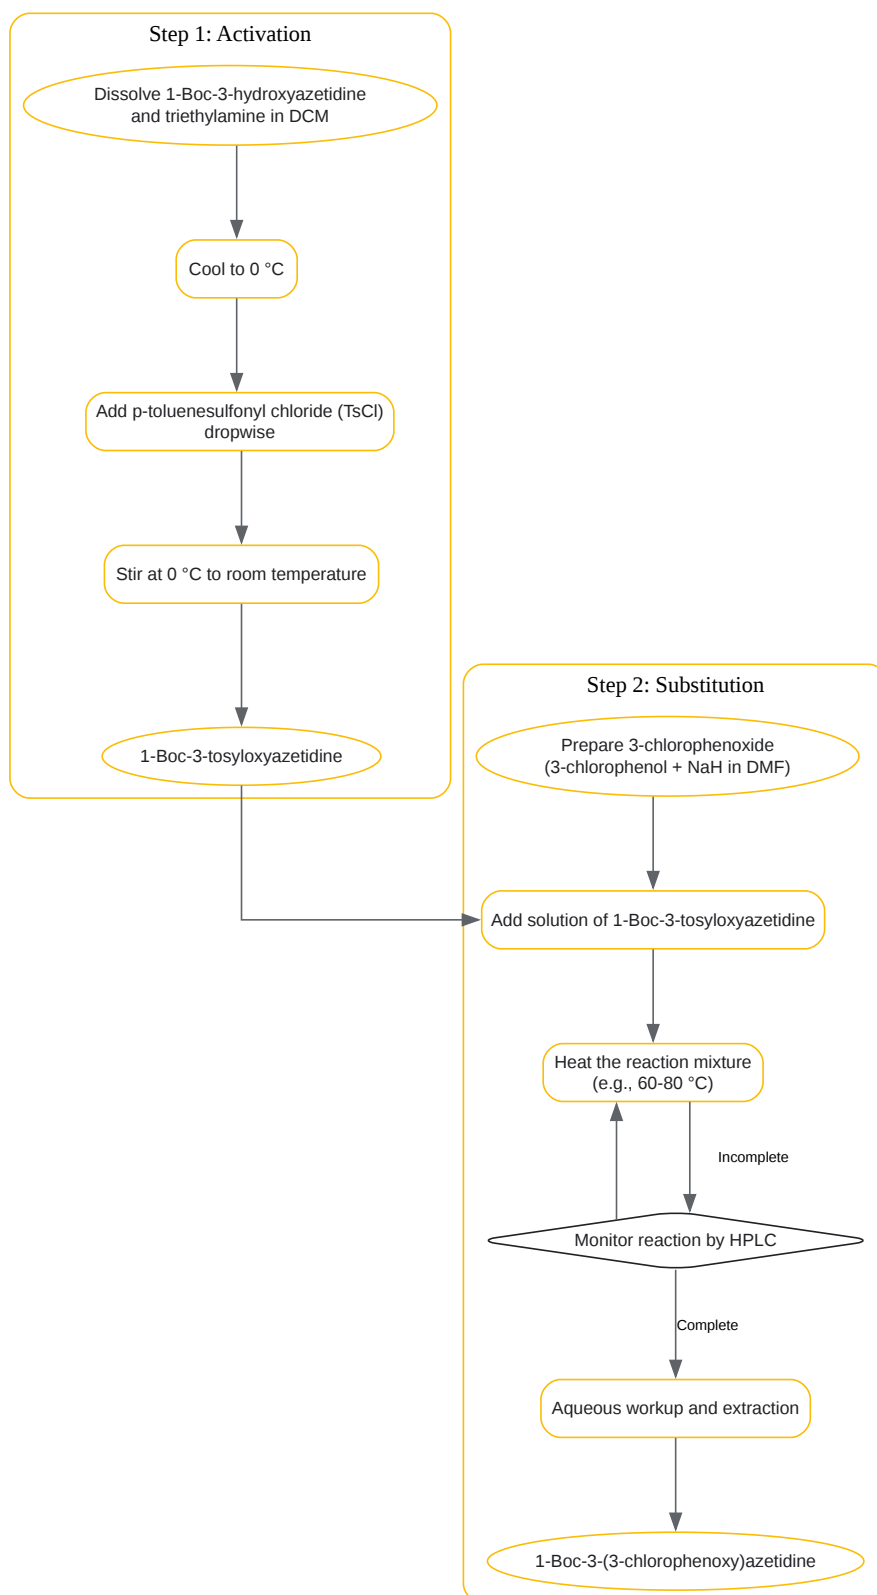 Step 1: Activation
Dissolve 1-Boc-3-hydroxyazetidine
and triethylamine in DCM
Cool to 0 °C
Add p-toluenesulfonyl chloride (TsCl)
dropwise
Stir at 0 °C to room temperature
1-Boc-3-tosyloxyazetidine
Step 2: Substitution
Prepare 3-chlorophenoxide
(3-chlorophenol + NaH in DMF)
Add solution of 1-Boc-3-tosyloxyazetidine
Heat the reaction mixture
(e.g., 60-80 °C)
Incomplete
Monitor reaction by HPLC
Complete
Aqueous workup and extraction
1-Boc-3-(3-chlorophenoxy)azetidine